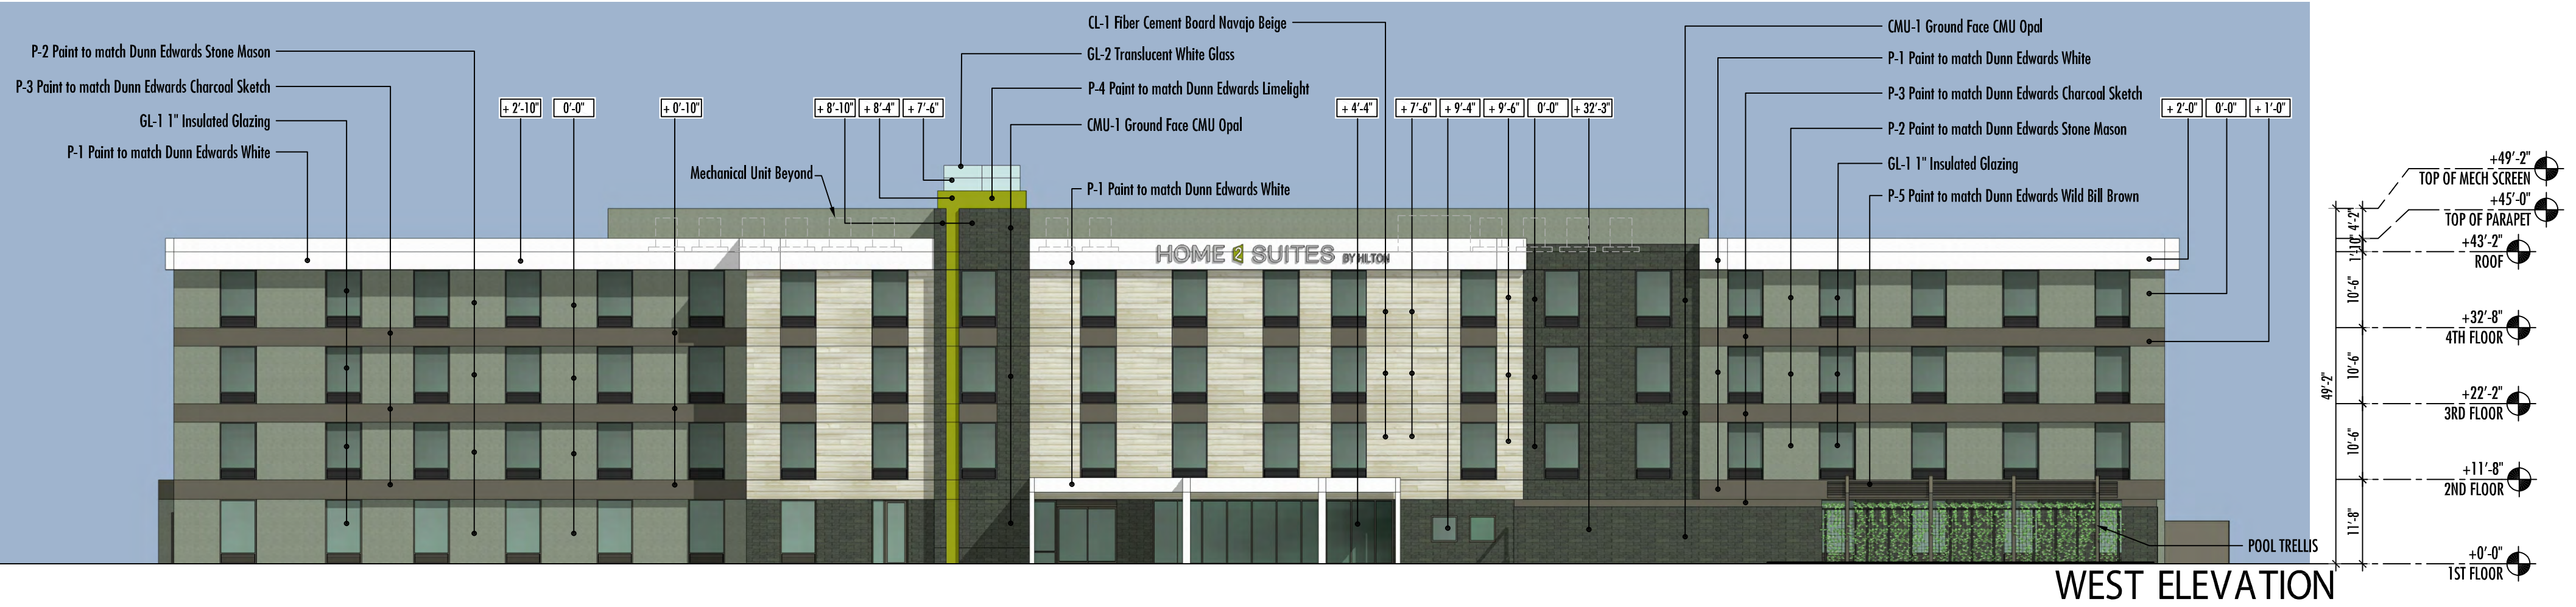 P-2 Paint to match Dunn Edwards Stone Mason
P-3 Paint to match Dunn Edwards Charcoal Sketch
GL-1 1" Insulated Glazing
P-1 Paint to match Dunn Edwards White
+ 2'-10"
0'-0"
+ 0'-10"
Mechanical Unit Beyond
+ 8'-10"
+ 8'-4"
+ 7'-6"
CL-1 Fiber Cement Board Navajo Beige
GL-2 Translucent White Glass
P-4 Paint to match Dunn Edwards Limelight
CMU-1 Ground Face CMU Opal
P-1 Paint to match Dunn Edwards White
+ 4'-4"
+ 7'-6"
+ 9'-4"
+ 9'-6"
0'-0"
+ 32'-3"
HOME 2 SUITES BY HILTON
CMU-1 Ground Face CMU Opal
P-1 Paint to match Dunn Edwards White
P-3 Paint to match Dunn Edwards Charcoal Sketch
P-2 Paint to match Dunn Edwards Stone Mason
GL-1 1" Insulated Glazing
P-5 Paint to match Dunn Edwards Wild Bill Brown
+ 2'-0"
0'-0"
+ 1'-0"
POOL TRELLIS
49'-2"
4'-2"
1'-10"
10'-6"
10'-6"
10'-6"
11'-8"
+49'-2"
TOP OF MECH SCREEN
+45'-0"
TOP OF PARAPET
+43'-2"
ROOF
+32'-8"
4TH FLOOR
+22'-2"
3RD FLOOR
+11'-8"
2ND FLOOR
+0'-0"
1ST FLOOR
WEST ELEVATION